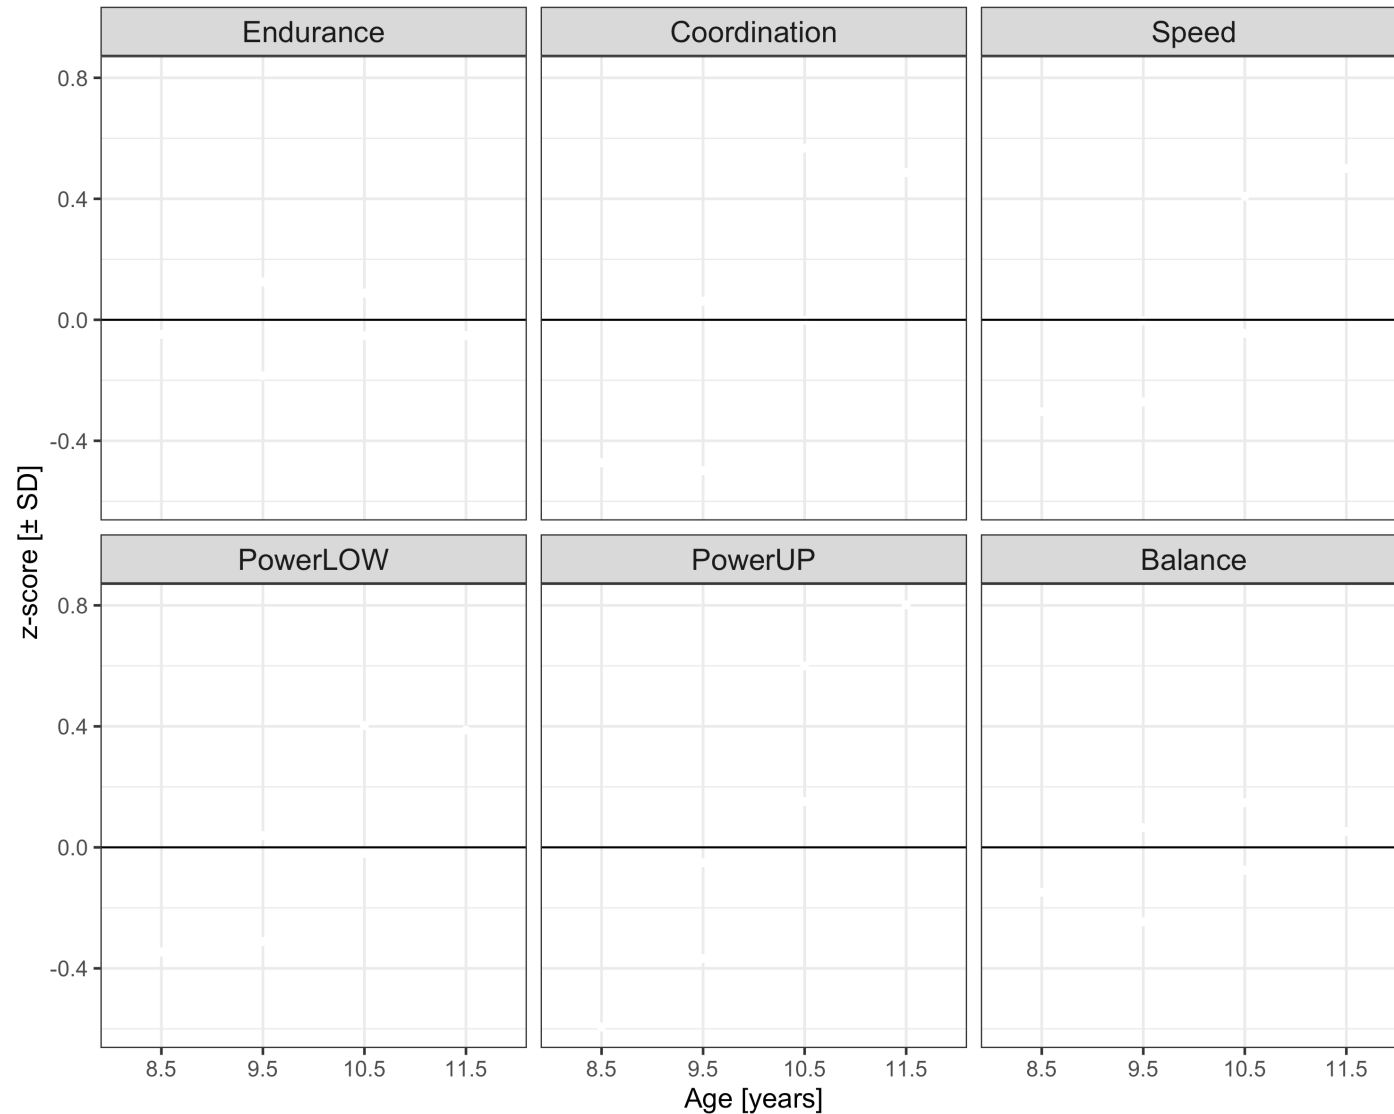 Endurance Coordination Speed
0.8
0.4
0.0
-0.4
z-score [± SD]
PowerLOW PowerUP Balance
0.8
0.4
0.0
-0.4
8.5 9.5 10.5 11.5 8.5 9.5 10.5 11.5 8.5 9.5 10.5 11.5
Age [years]